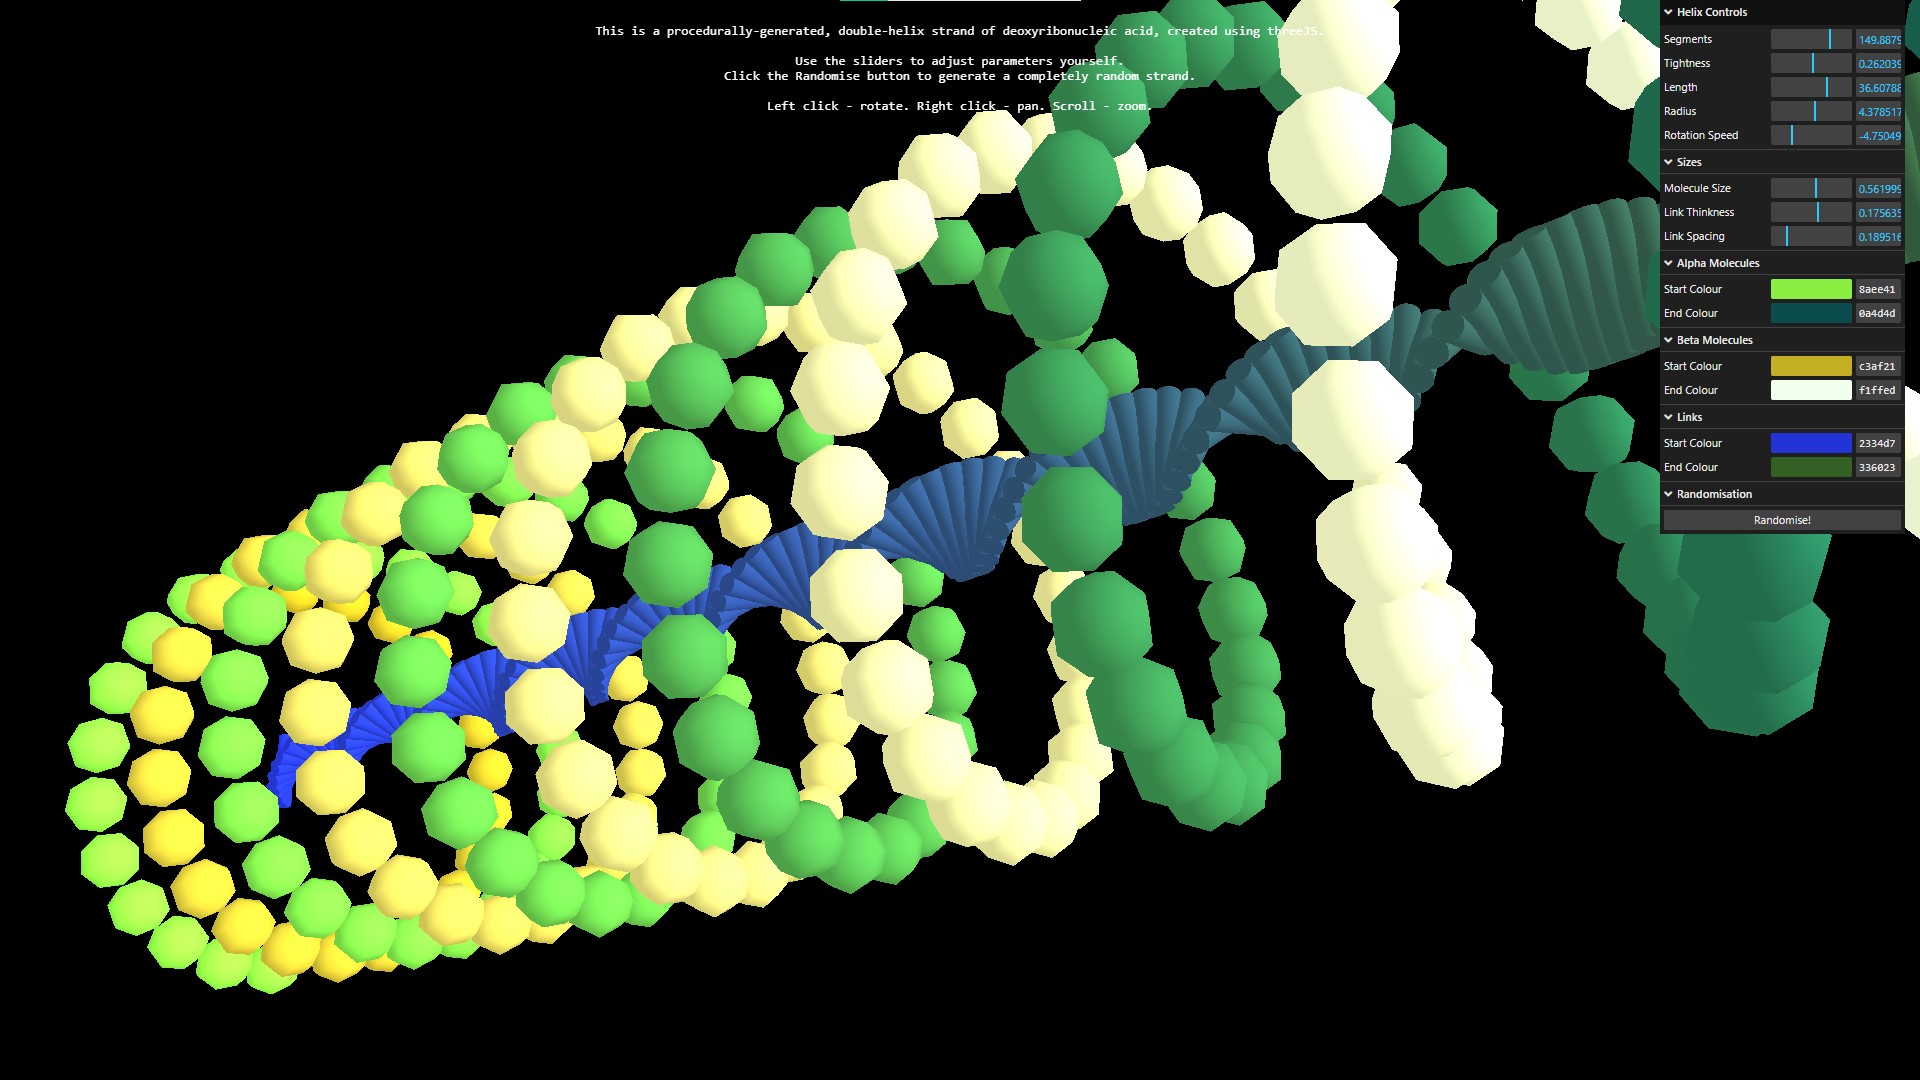 This is a procedurally-generated, double-helix strand of deoxyribonucleic acid, created using threeJS.
Use the sliders to adjust parameters yourself.
Click the Randomise button to generate a completely random strand.
Left click - rotate. Right click - pan. Scroll - zoom.
Helix Controls
Segments 149.8879
Tightness 0.262039
Length 36.60788
Radius 4.378517
Rotation Speed -4.75049
Sizes
Molecule Size 0.561999
Link Thinkness 0.175635
Link Spacing 0.189516
Alpha Molecules
Start Colour 8aee41
End Colour 0a4d4d
Beta Molecules
Start Colour c3af21
End Colour f1ffed
Links
Start Colour 2334d7
End Colour 336023
Randomisation
Randomise!